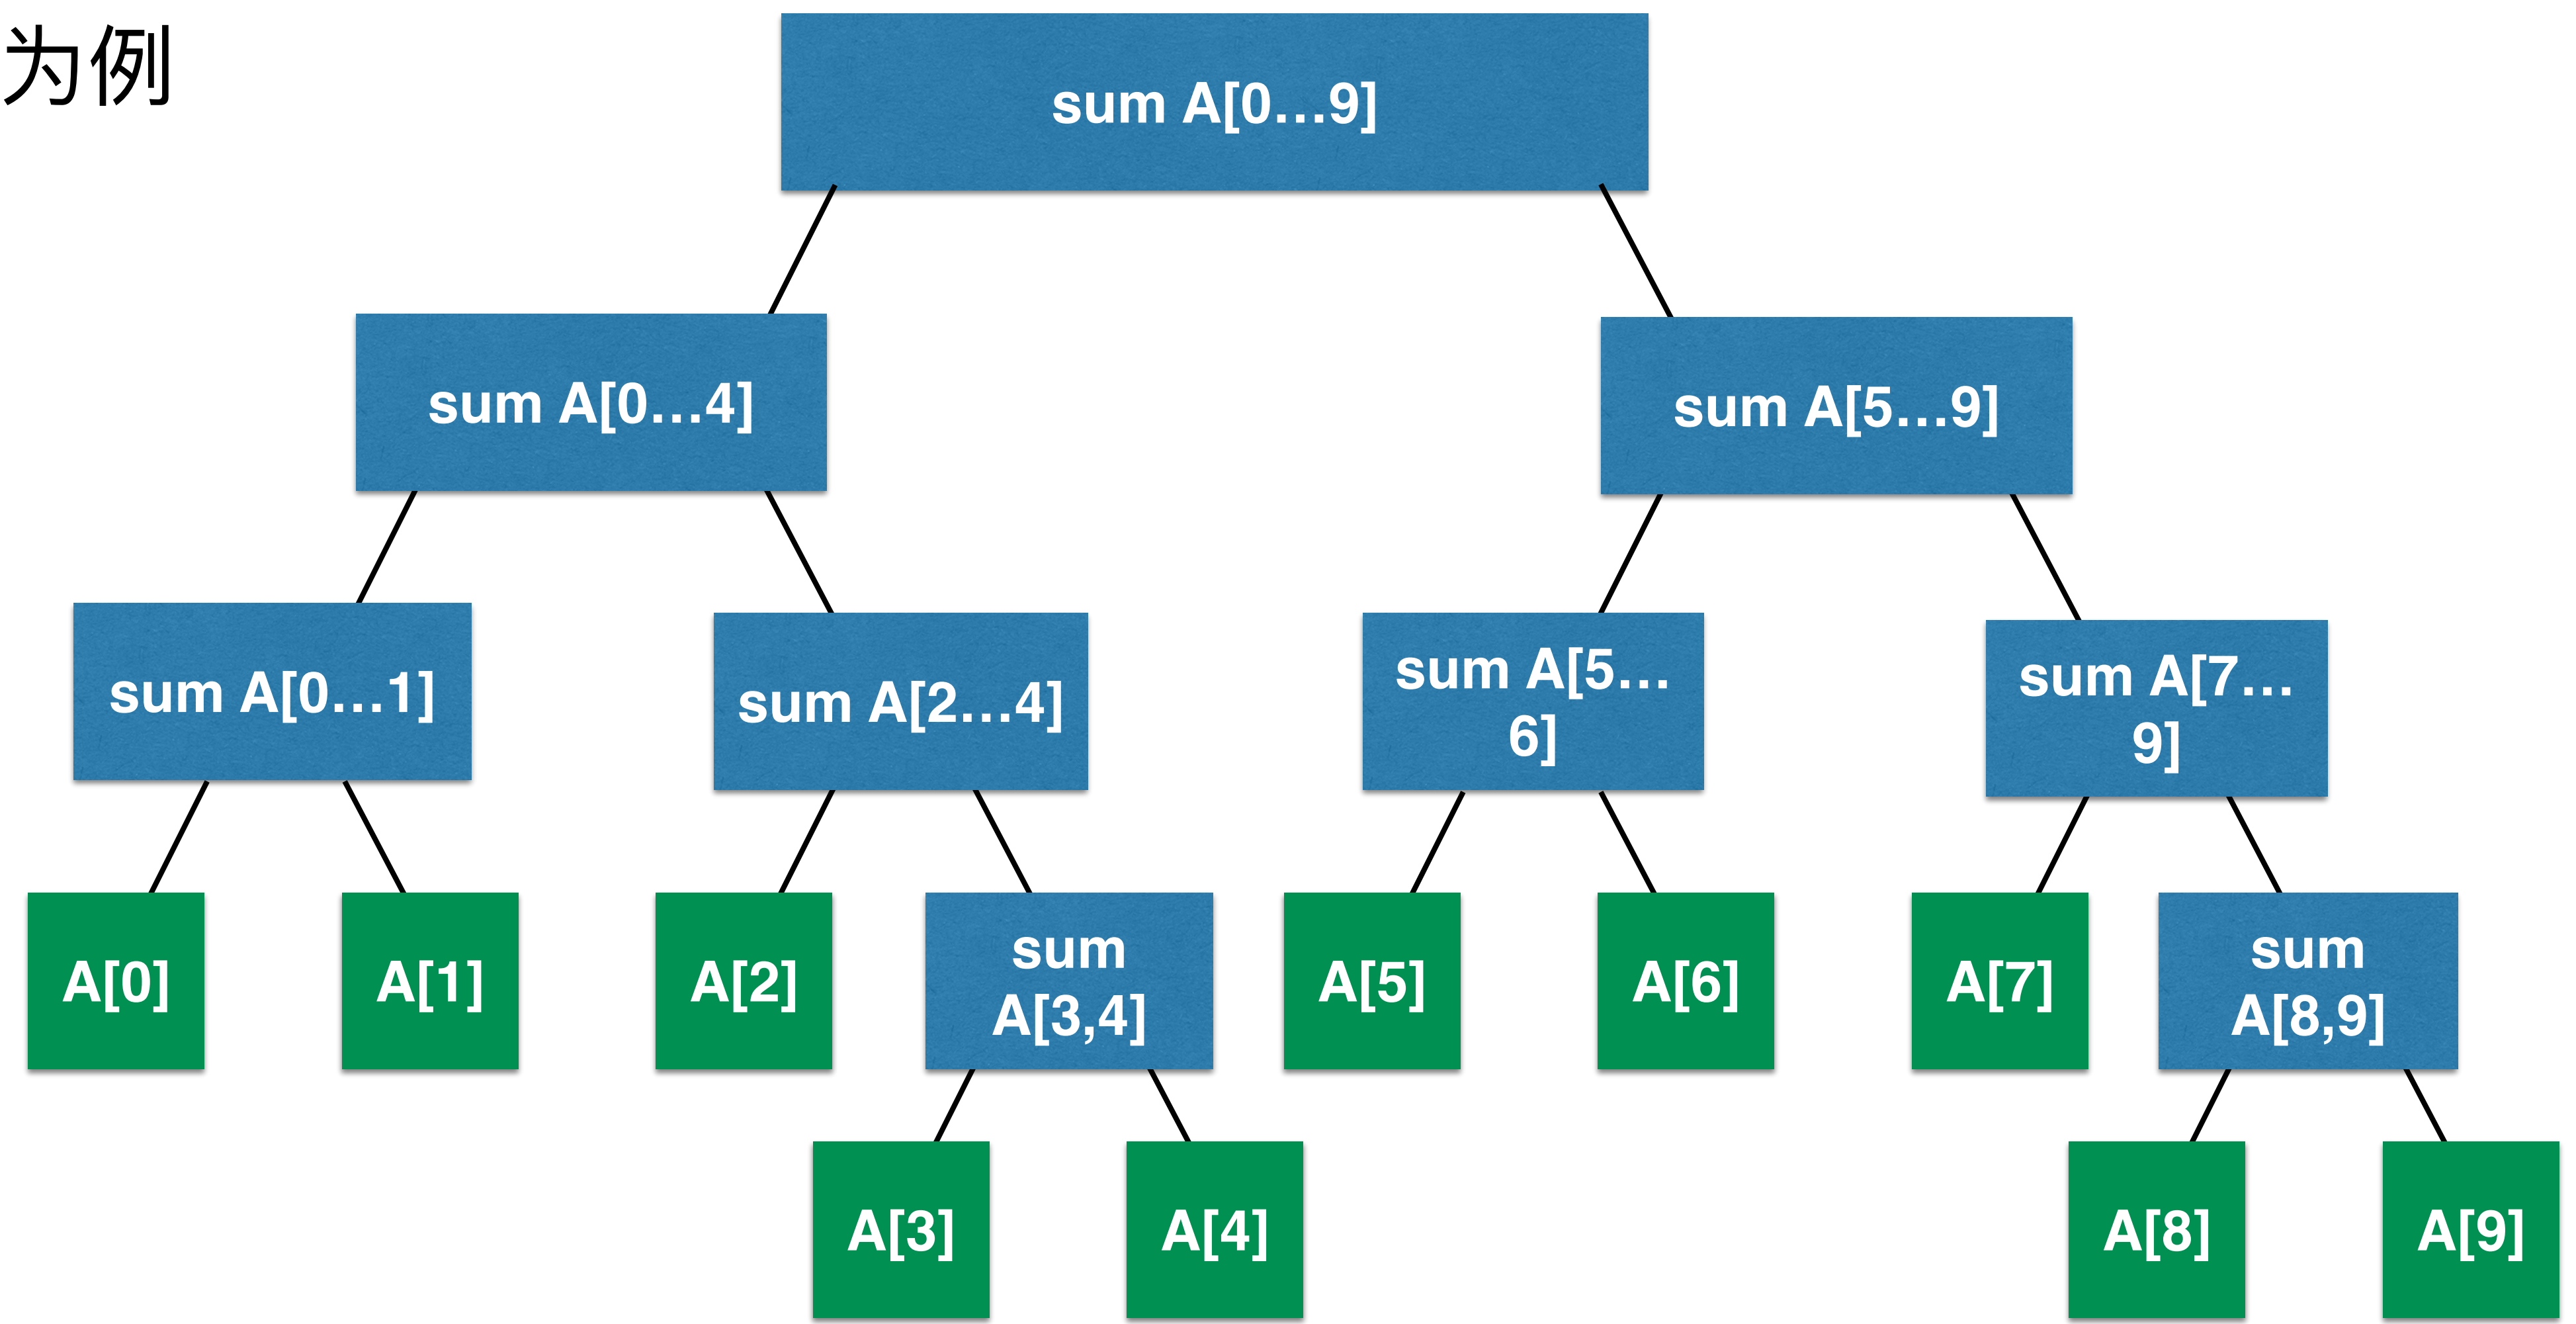 为例
sum A[0…9]
sum A[0…4]
sum A[5…9]
sum A[0…1]
sum A[2…4]
sum A[5…
6]
sum A[7…
9]
A[0]
A[1]
A[2]
sum
A[3,4]
A[5]
A[6]
A[7]
sum
A[8,9]
A[3]
A[4]
A[8]
A[9]